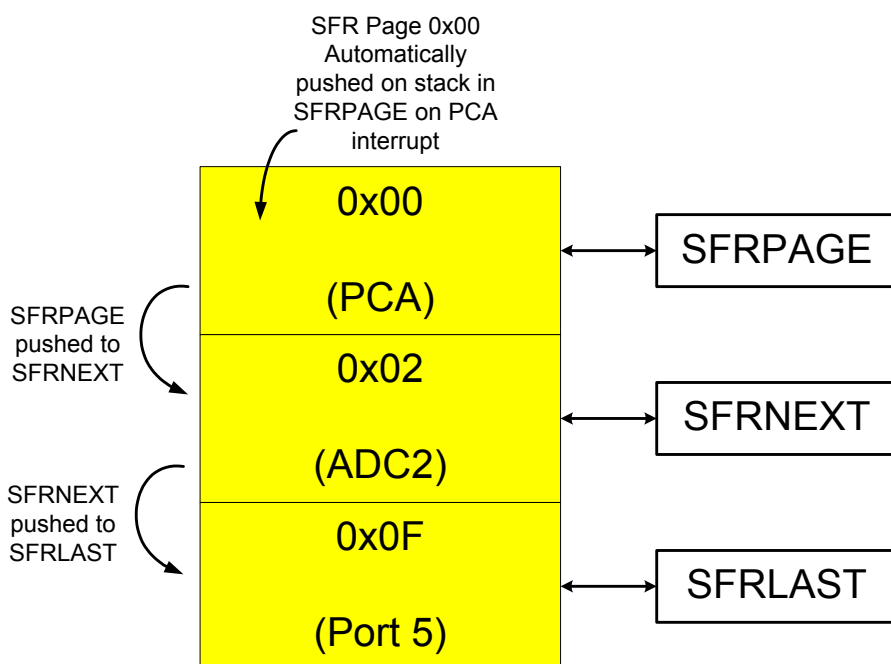 SFR Page 0x00
Automatically
pushed on stack in
SFRPAGE on PCA
interrupt
0x00
(PCA)
SFRPAGE
SFRPAGE
pushed to
SFRNEXT
0x02
(ADC2)
SFRNEXT
SFRNEXT
pushed to
SFRLAST
0x0F
(Port 5)
SFRLAST